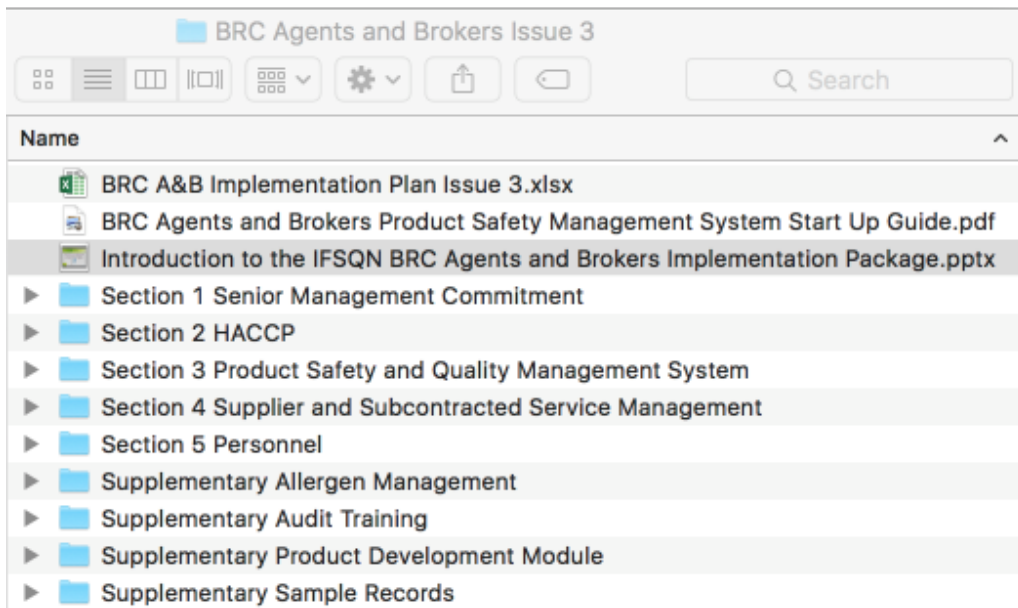 BRC Agents and Brokers Issue 3
Search
Name
BRC A&B Implementation Plan Issue 3.xlsx
BRC Agents and Brokers Product Safety Management System Start Up Guide.pdf
Introduction to the IFSQN BRC Agents and Brokers Implementation Package.pptx
Section 1 Senior Management Commitment
Section 2 HACCP
Section 3 Product Safety and Quality Management System
Section 4 Supplier and Subcontracted Service Management
Section 5 Personnel
Supplementary Allergen Management
Supplementary Audit Training
Supplementary Product Development Module
Supplementary Sample Records